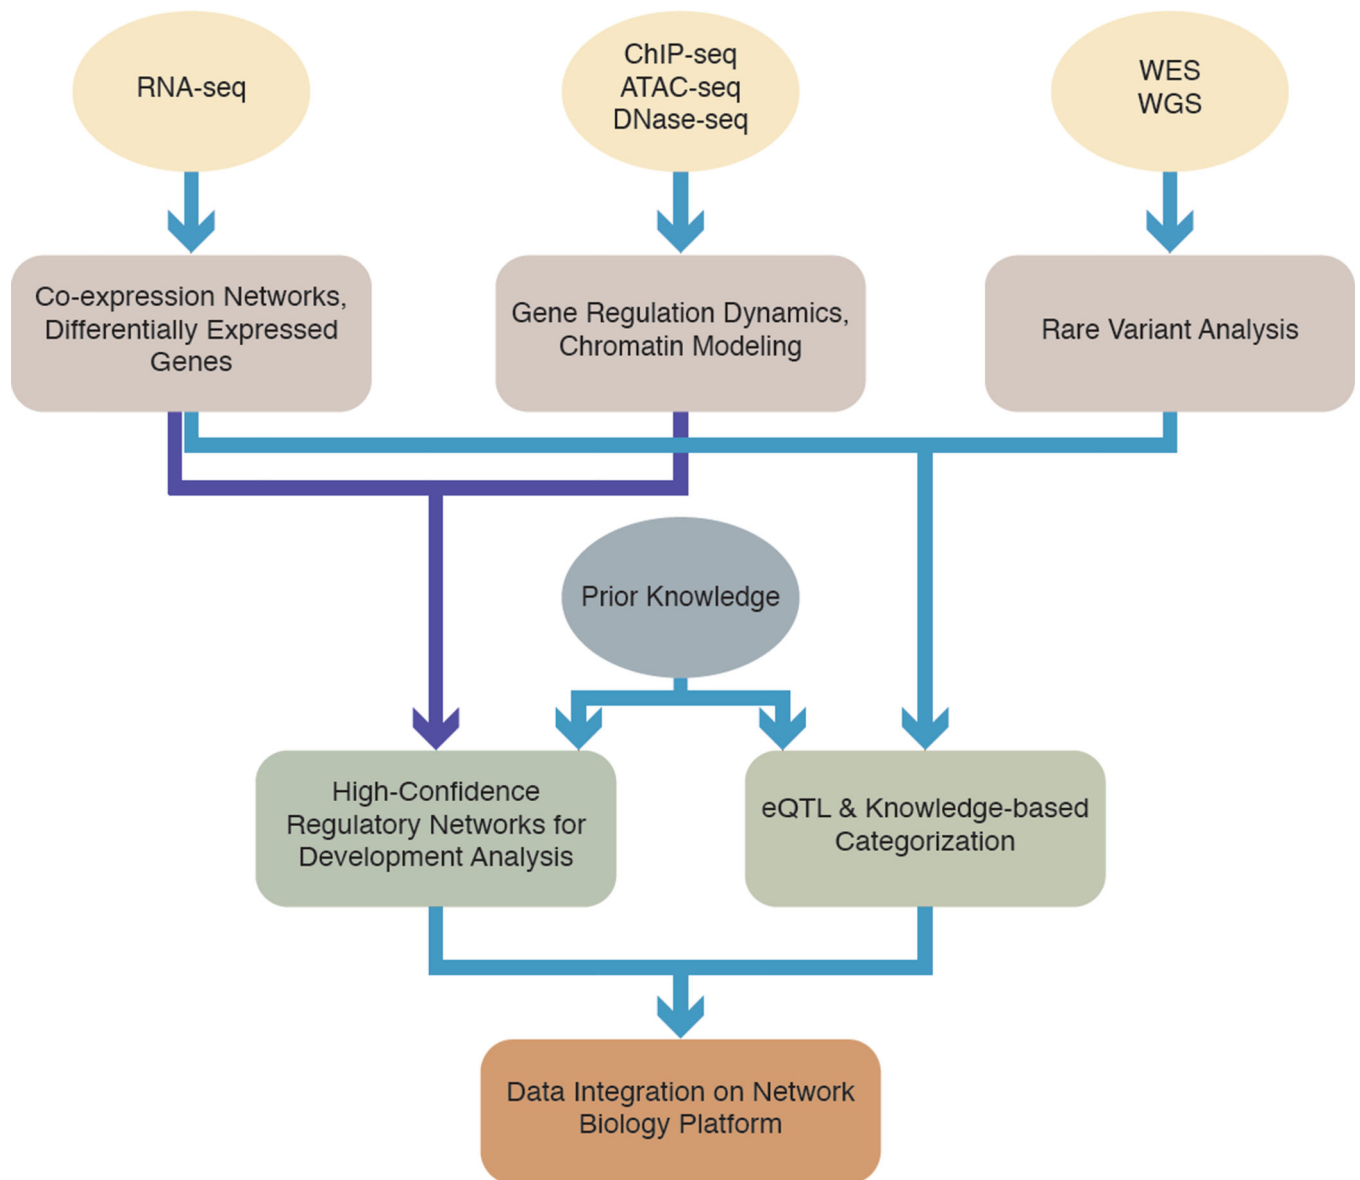 RNA-seq
ChIP-seq
ATAC-seq
DNase-seq
WES
WGS
Co-expression Networks,
Differentially Expressed
Genes
Gene Regulation Dynamics,
Chromatin Modeling
Rare Variant Analysis
Prior Knowledge
High-Confidence
Regulatory Networks for
Development Analysis
eQTL & Knowledge-based
Categorization
Data Integration on Network
Biology Platform